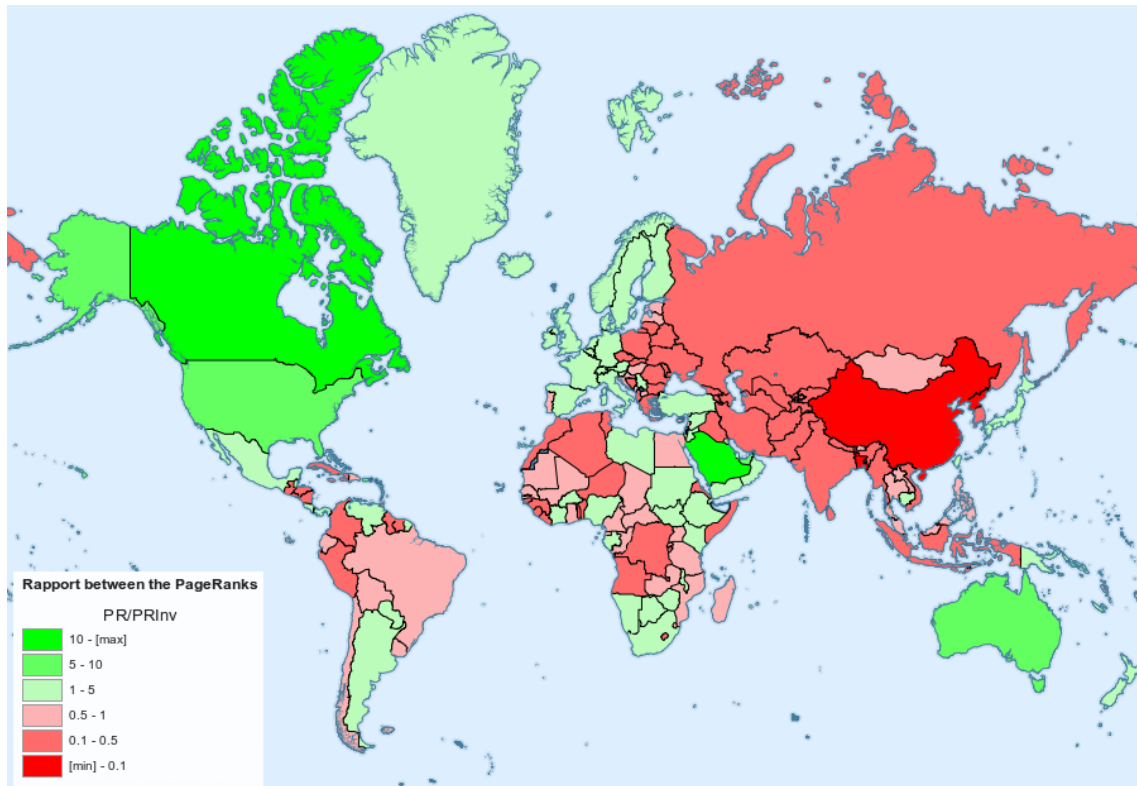 Rapport between the PageRanks
PR/PRInv
10 - [max]
5 - 10
1 - 5
0.5 - 1
0.1 - 0.5
[min] - 0.1